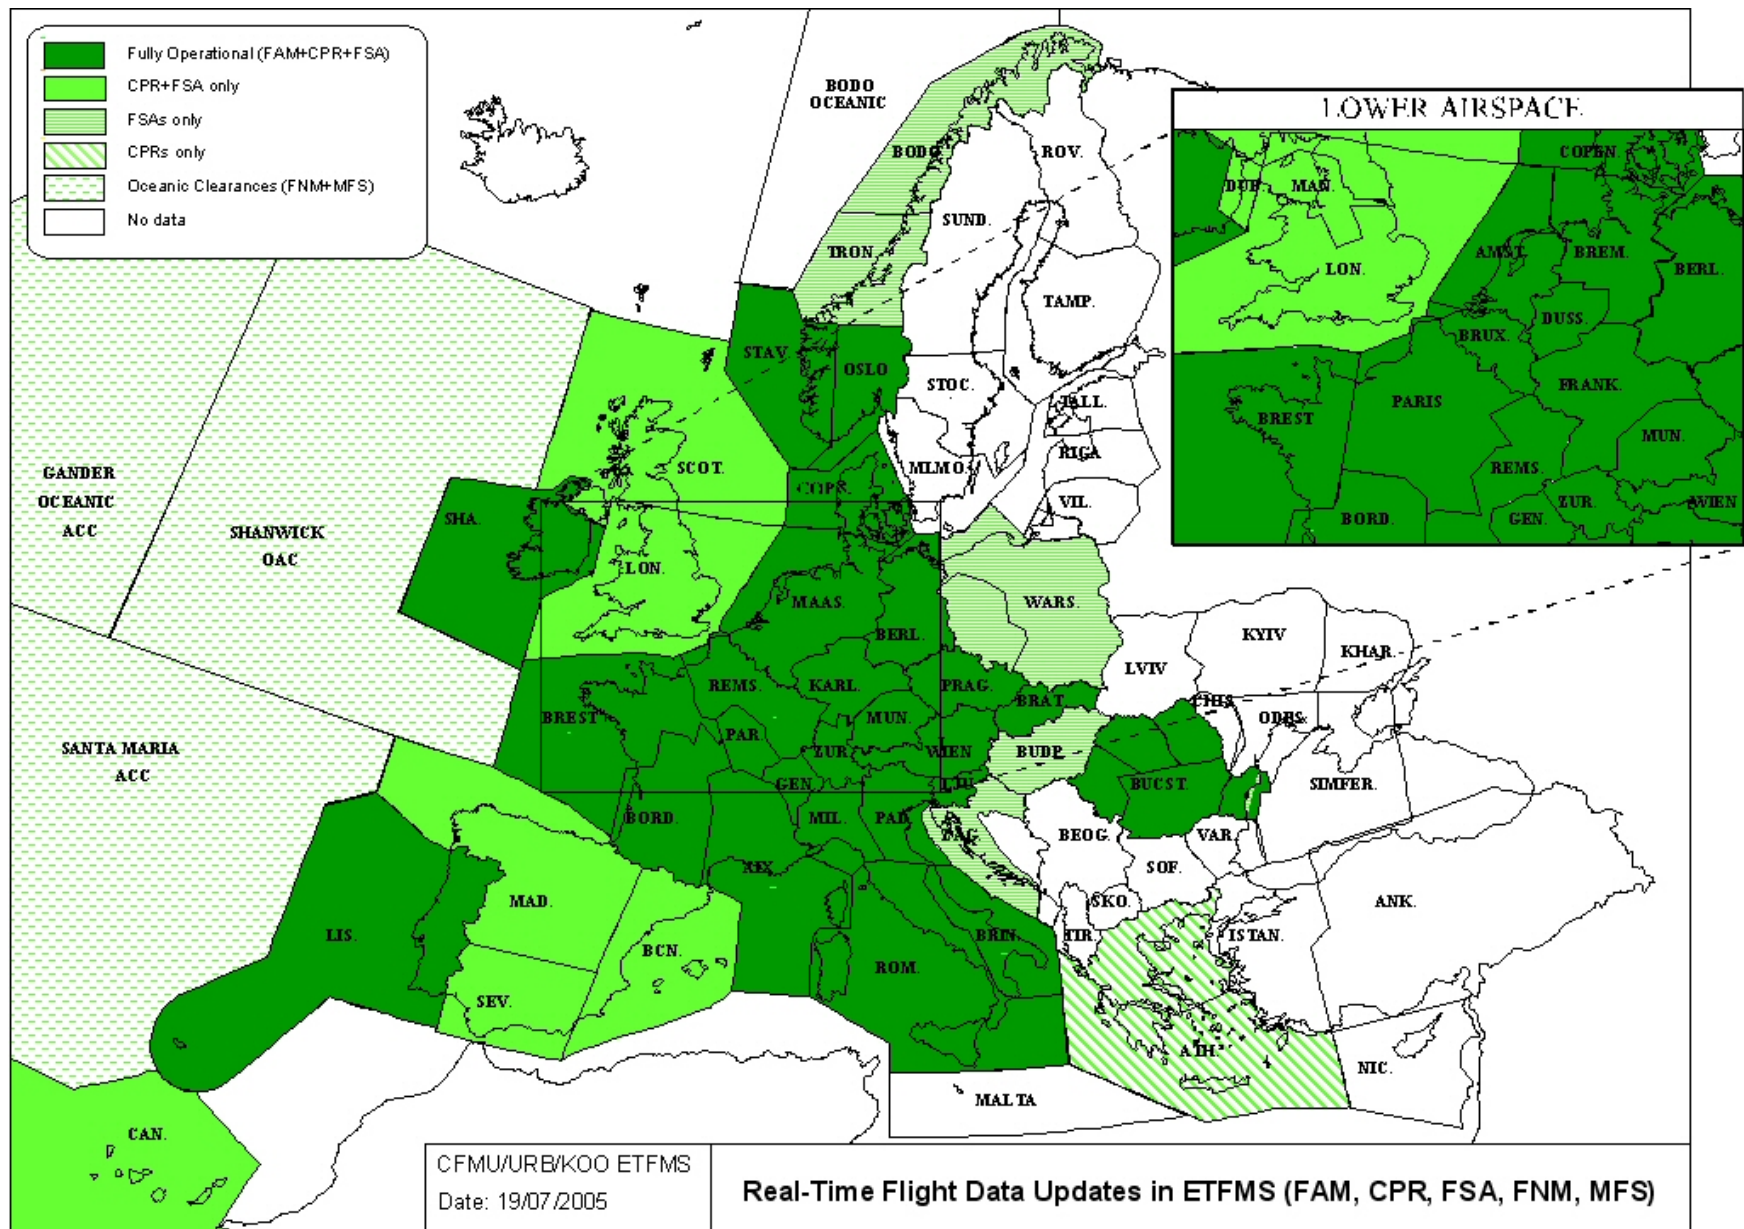 Fully Operational (FAM+CPR+FSA)
CPR+FSA only
FSAs only
CPRs only
Oceanic Clearances (FNM+MFS)
No data
BODO
OCEANIC
LOWER AIRSPACE
COPEN.
DUB.
MAN.
LON.
AMST.
BREM.
BERL.
DUSS.
BRUX.
FRANK.
PARIS
BREST
MUN.
REMS.
ZUR.
WIEN
GEN.
BORD.
BODO
ROV.
SUND.
TRON.
TAMP.
STAV.
OSLO
STOC.
TALL.
RIGA
MLMO.
VIL.
SCOT.
COPN.
GANDER
OCEANIC
ACC
SHANWICK
OAC
SHA.
LON.
MAAS.
BERL.
WARS.
KYIV
KHAR.
LVIV
REMS.
KARL.
PRAG.
BRAT.
CHIS.
ODES.
BREST
PAR.
MUN.
ZUR.
WIEN
BUDP.
SANTA MARIA
ACC
GEN.
LJU.
BUCST.
SIMFER.
BORD.
MIL.
PAD.
ZAG.
BEOG.
VAR.
SOF.
AIX.
MAD.
SKO.
ANK.
LIS.
BCN.
BRIN.
TIR.
ISTAN.
ROM.
SEV.
ATH.
NIC.
MALTA
CAN.
CFMU/URB/KOO ETFMS
Date: 19/07/2005
Real-Time Flight Data Updates in ETFMS (FAM, CPR, FSA, FNM, MFS)